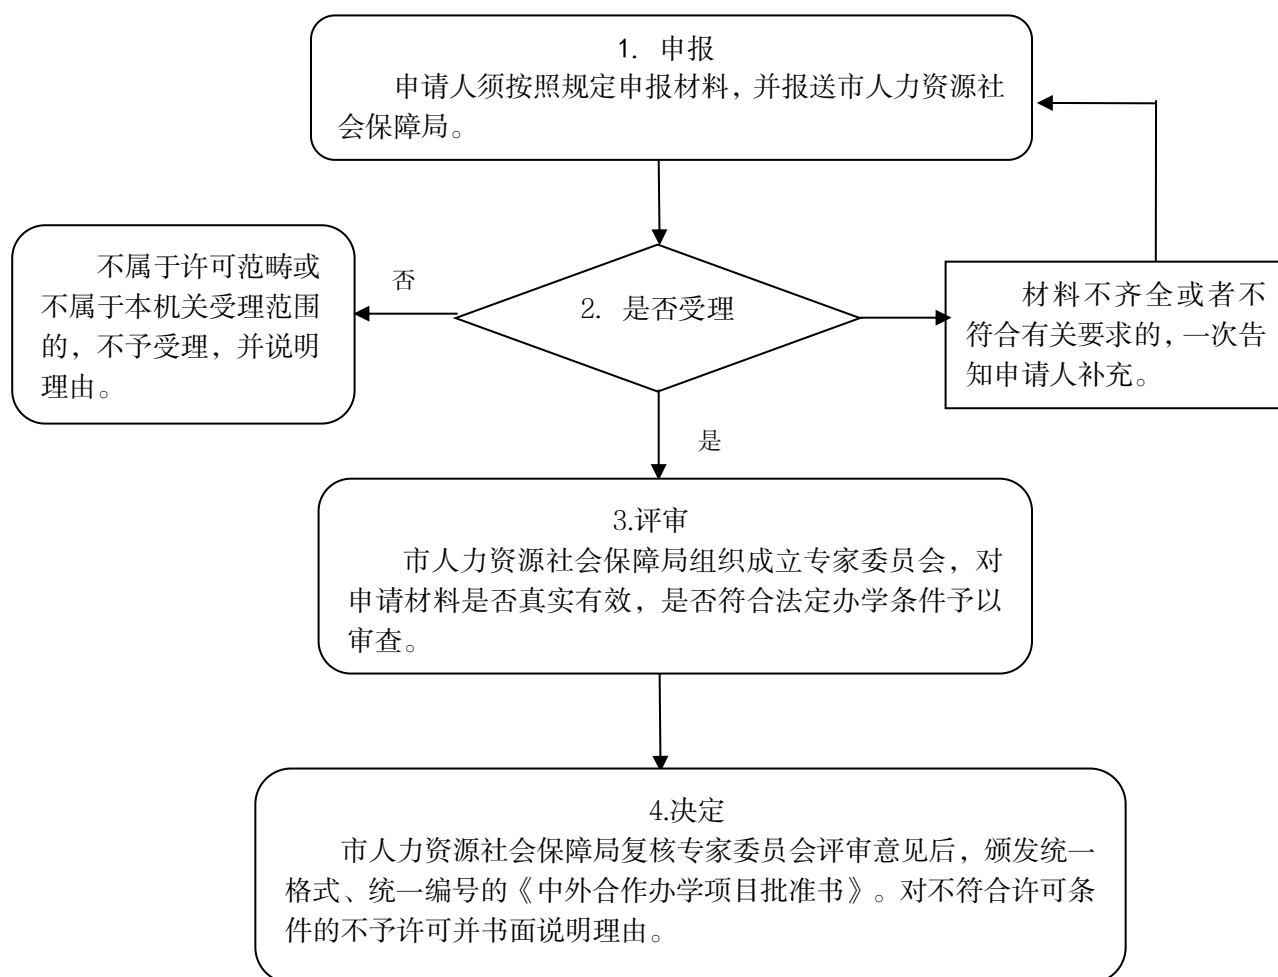 1. 申报
申请人须按照规定申报材料，并报送市人力资源社
会保障局。
不属于许可范畴或
不属于本机关受理范围
的，不予受理，并说明
理由。
否
2. 是否受理
材料不齐全或者不
符合有关要求的，一次告
知申请人补充。
是
3.评审
市人力资源社会保障局组织成立专家委员会，对
申请材料是否真实有效，是否符合法定办学条件予以
审查。
4.决定
市人力资源社会保障局复核专家委员会评审意见后，颁发统一
格式、统一编号的《中外合作办学项目批准书》。对不符合许可条
件的不予许可并书面说明理由。